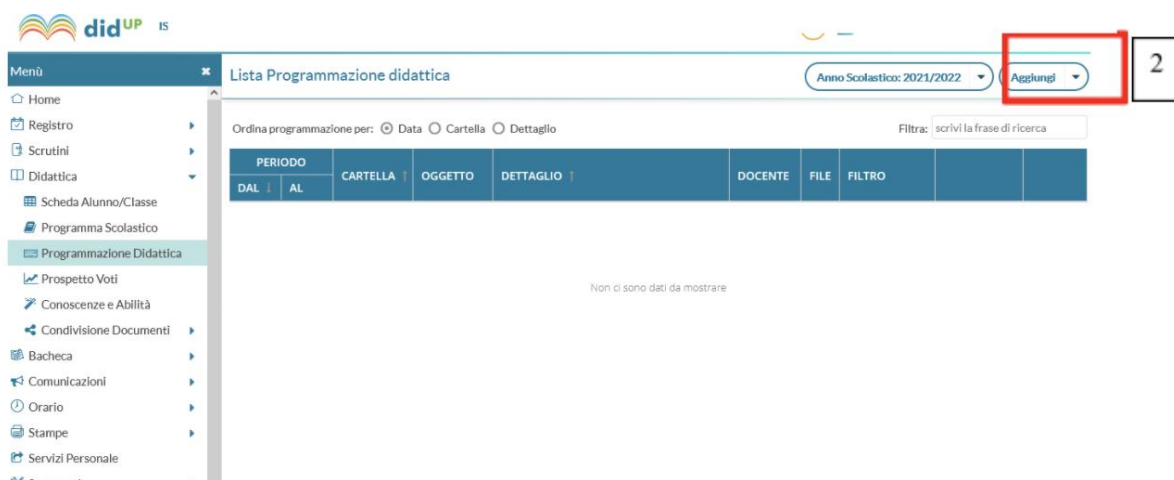 didUP IS
Menù
Home
Registro
Scrutini
Didattica
Scheda Alunno/Classe
Programma Scolastico
Programmazione Didattica
Prospetto Voti
Conoscenze e Abilità
Condivisione Documenti
Bacheca
Comunicazioni
Orario
Stampe
Servizi Personale
Lista Programmazione didattica
Anno Scolastico: 2021/2022
Aggiungi
2
Ordina programmazione per: Data Cartella Dettaglio
Filtra: scrivi la frase di ricerca
PERIODO
DAL AL CARTELLA OGGETTO DETTAGLIO DOCENTE FILE FILTRO
Non ci sono dati da mostrare